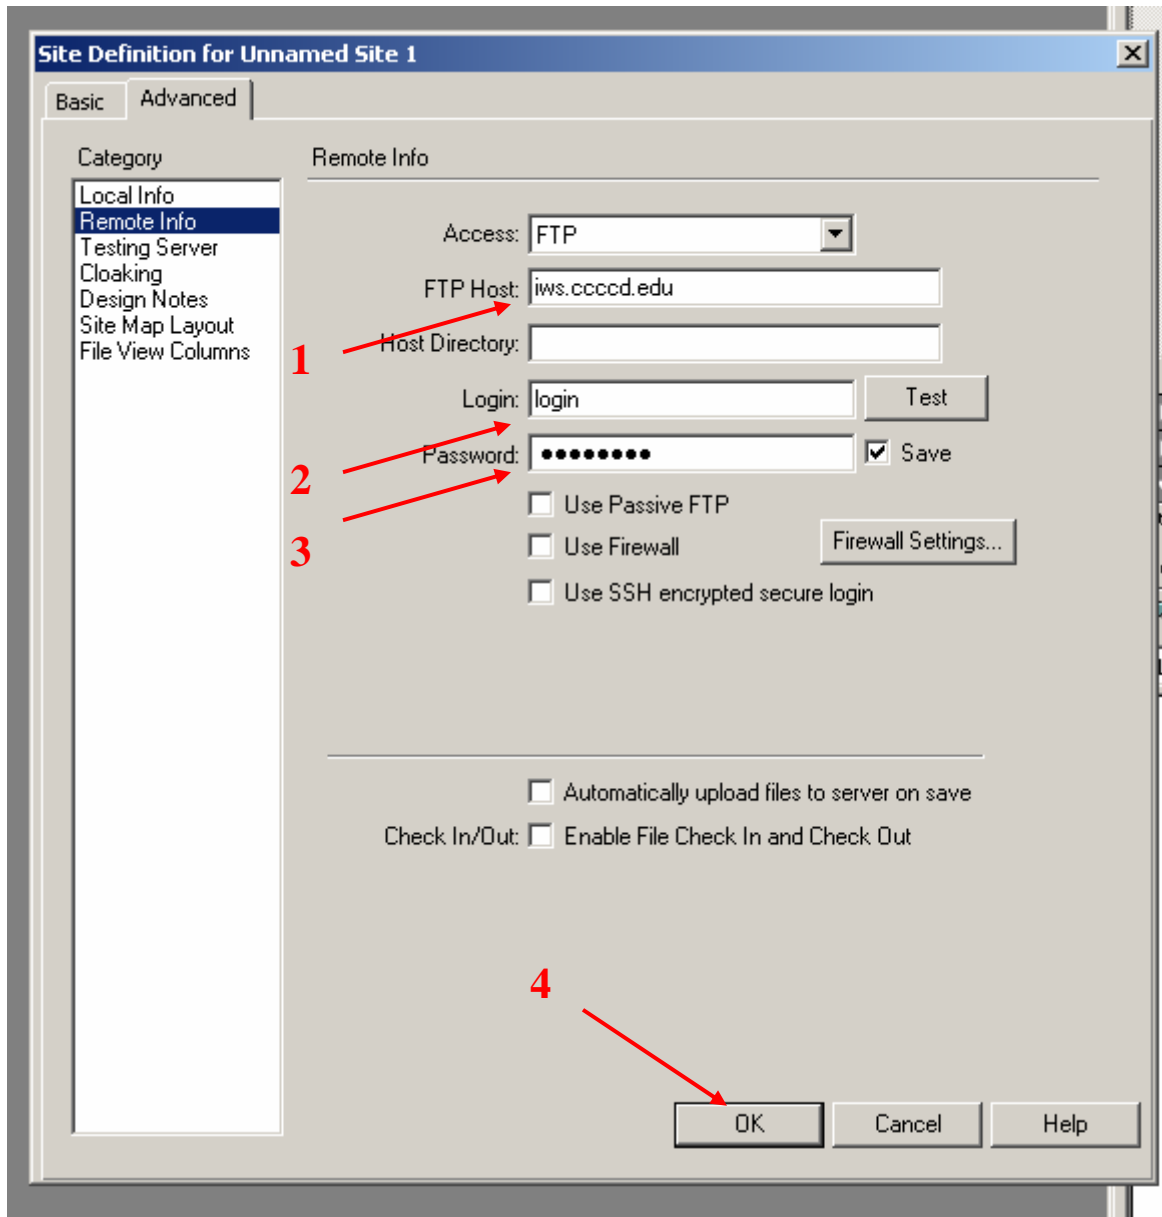 Site Definition for Unnamed Site 1
Basic
Advanced
Category
Remote Info
Local Info
Remote Info
Testing Server
Cloaking
Design Notes
Site Map Layout
File View Columns
Access: FTP
FTP Host: iws.ccccd.edu
1
Host Directory:
Login: login
Test
2
Password: ●●●●●●●●
Save
3
Use Passive FTP
Use Firewall
Firewall Settings...
Use SSH encrypted secure login
Automatically upload files to server on save
Check In/Out: Enable File Check In and Check Out
4
OK
Cancel
Help